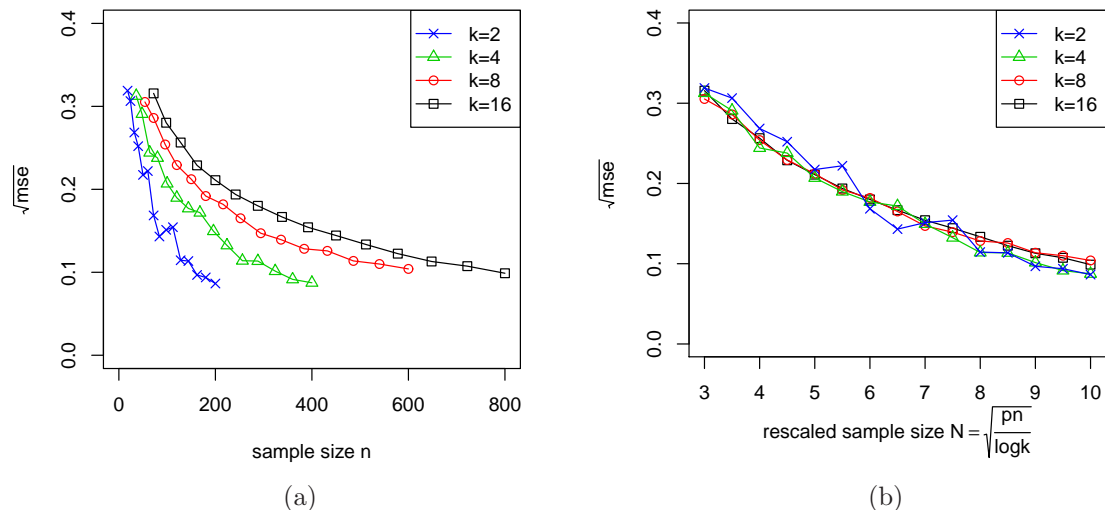 0.0
0.1
0.2
0.3
0.4
√mse
k=2
k=4
k=8
k=16
0 200 400 600 800
sample size n
(a)
0.0
0.1
0.2
0.3
0.4
√mse
k=2
k=4
k=8
k=16
3 4 5 6 7 8 9 10
rescaled sample size N = √(pn/logk)
(b)